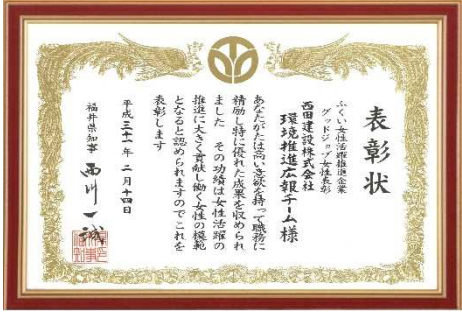 表彰状
ふくい女性活躍推進企業
グッドジョブ女性表彰
西田建設株式会社
環境推進広報チーム様
あなたがたは高い意欲を持って職務に
精励し特に優れた成果を収められ
ました その功績は女性活躍の
推進に大きく貢献し働く女性の模範
となると認められますのでこれを
表彰します
平成三十一年二月十四日
福井県知事 西川一誠